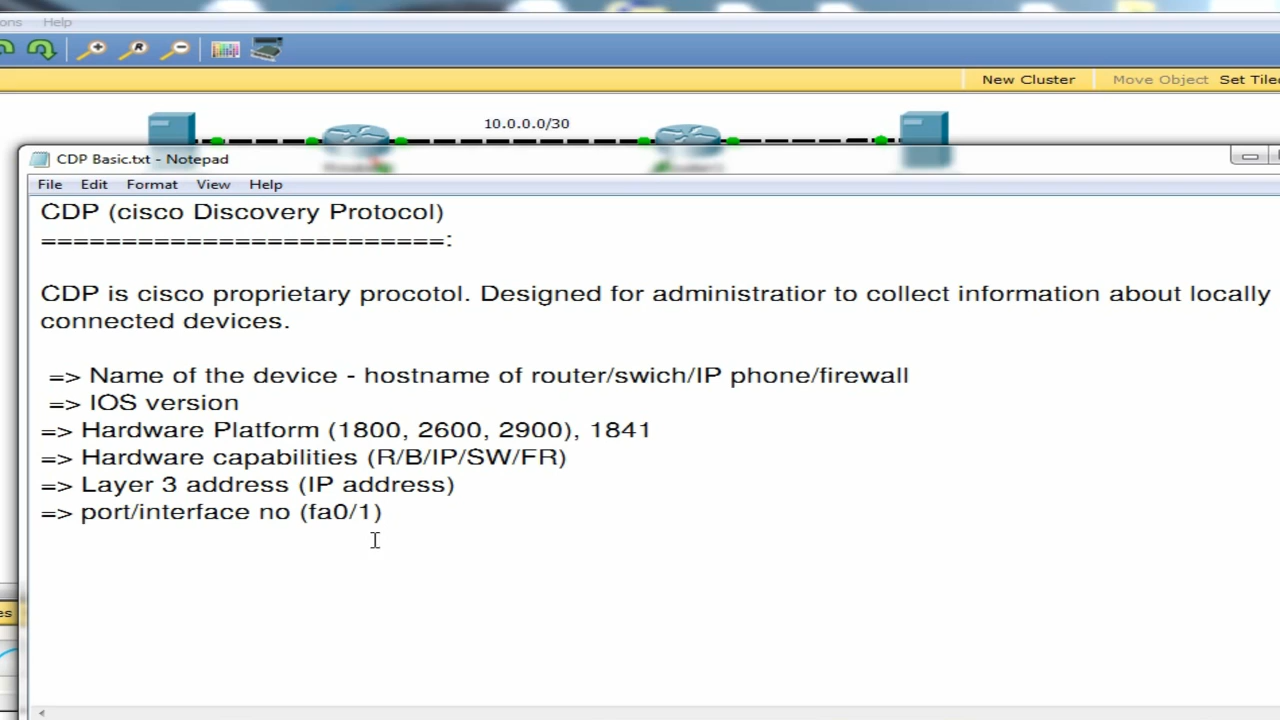 ons Help
New Cluster Move Object Set Tile
10.0.0.0/30
CDP Basic.txt - Notepad
File Edit Format View Help
CDP (cisco Discovery Protocol)
=========================:
CDP is cisco proprietary procotol. Designed for administratior to collect information about locally
connected devices.
=> Name of the device - hostname of router/swich/IP phone/firewall
=> IOS version
=> Hardware Platform (1800, 2600, 2900), 1841
=> Hardware capabilities (R/B/IP/SW/FR)
=> Layer 3 address (IP address)
=> port/interface no (fa0/1)
es